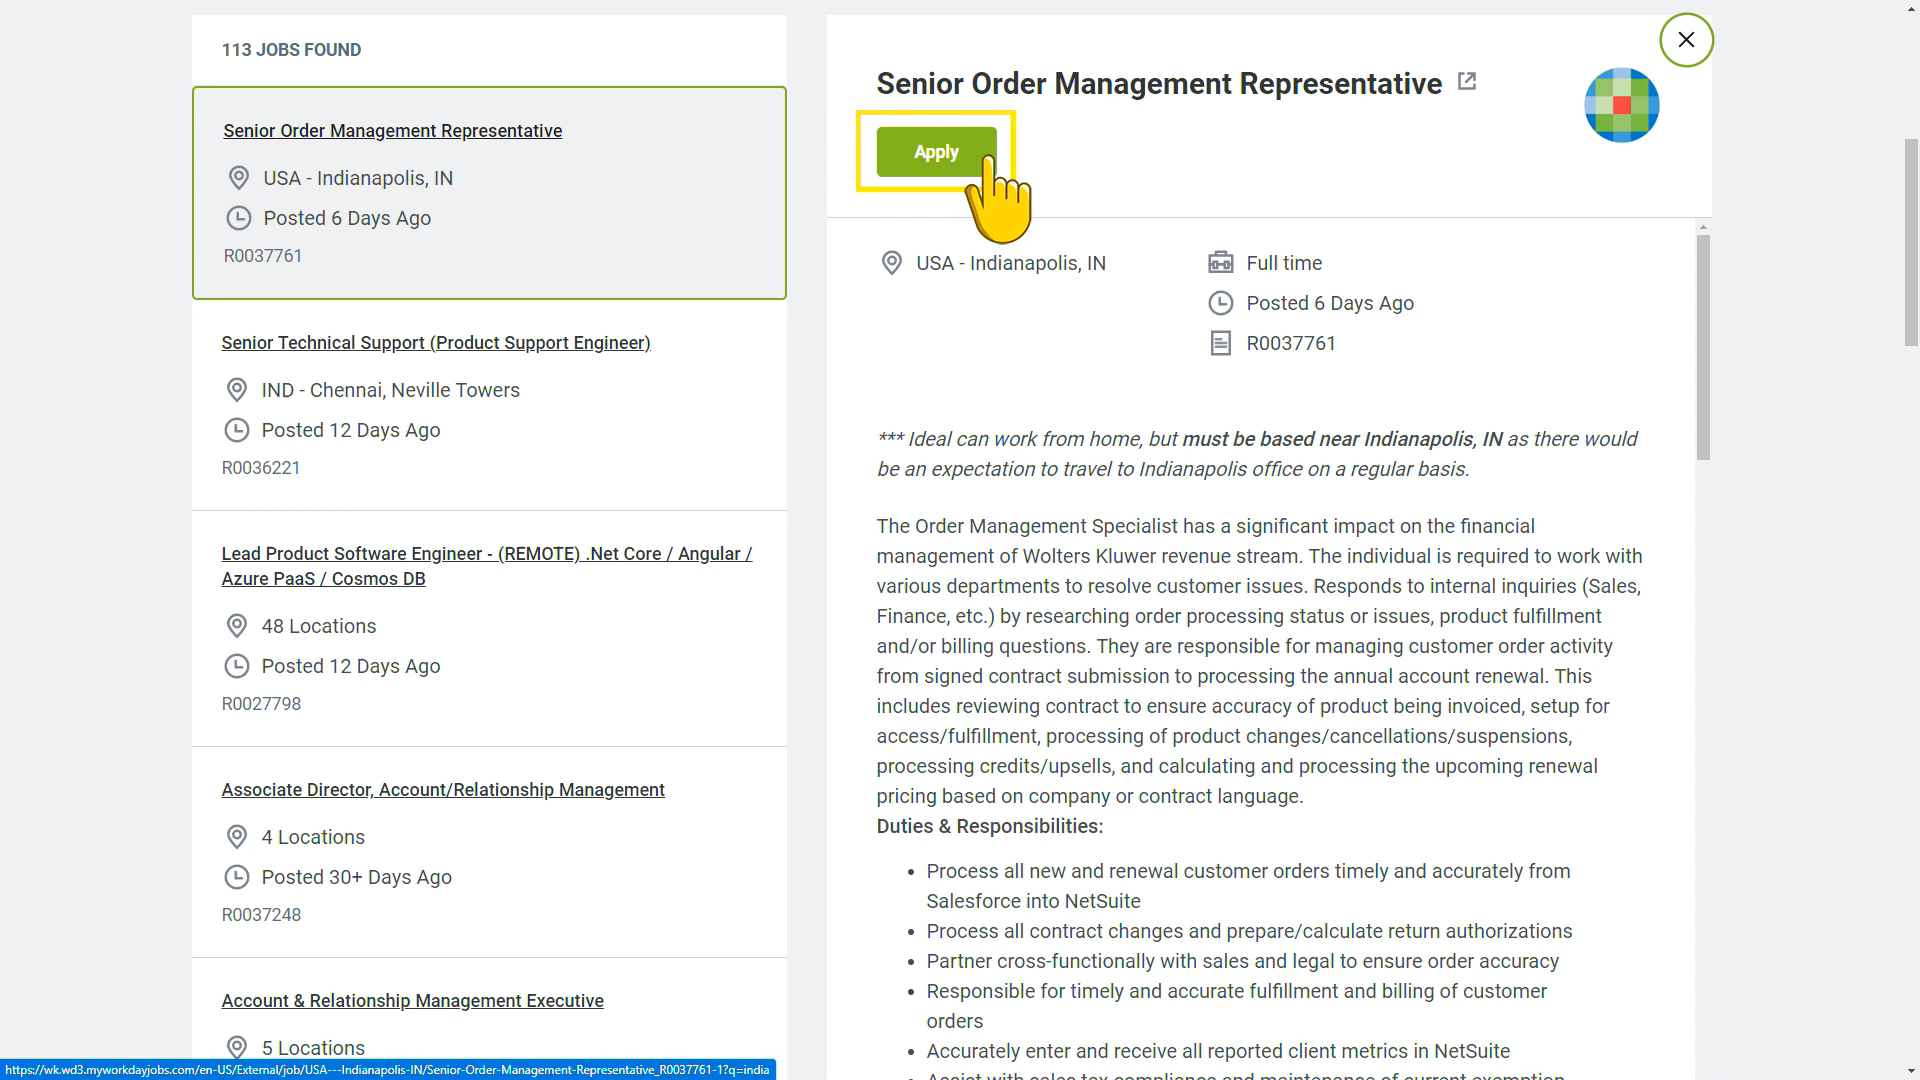 113 JOBS FOUND
Senior Order Management Representative
USA - Indianapolis, IN
Posted 6 Days Ago
R0037761
Senior Technical Support (Product Support Engineer)
IND - Chennai, Neville Towers
Posted 12 Days Ago
R0036221
Lead Product Software Engineer - (REMOTE) .Net Core / Angular /
Azure PaaS / Cosmos DB
48 Locations
Posted 12 Days Ago
R0027798
Associate Director, Account/Relationship Management
4 Locations
Posted 30+ Days Ago
R0037248
Account & Relationship Management Executive
5 Locations
https://wk.wd3.myworkdayjobs.com/en-US/External/job/USA---Indianapolis-IN/Senior-Order-Management-Representative_R0037761-1?q=india
Senior Order Management Representative
Apply
USA - Indianapolis, IN
Full time
Posted 6 Days Ago
R0037761
*** Ideal can work from home, but must be based near Indianapolis, IN as there would
be an expectation to travel to Indianapolis office on a regular basis.
The Order Management Specialist has a significant impact on the financial
management of Wolters Kluwer revenue stream. The individual is required to work with
various departments to resolve customer issues. Responds to internal inquiries (Sales,
Finance, etc.) by researching order processing status or issues, product fulfillment
and/or billing questions. They are responsible for managing customer order activity
from signed contract submission to processing the annual account renewal. This
includes reviewing contract to ensure accuracy of product being invoiced, setup for
access/fulfillment, processing of product changes/cancellations/suspensions,
processing credits/upsells, and calculating and processing the upcoming renewal
pricing based on company or contract language.
Duties & Responsibilities:
• Process all new and renewal customer orders timely and accurately from
Salesforce into NetSuite
• Process all contract changes and prepare/calculate return authorizations
• Partner cross-functionally with sales and legal to ensure order accuracy
• Responsible for timely and accurate fulfillment and billing of customer
orders
• Accurately enter and receive all reported client metrics in NetSuite
• Assist with sales tax compliance and maintenance of current exemption